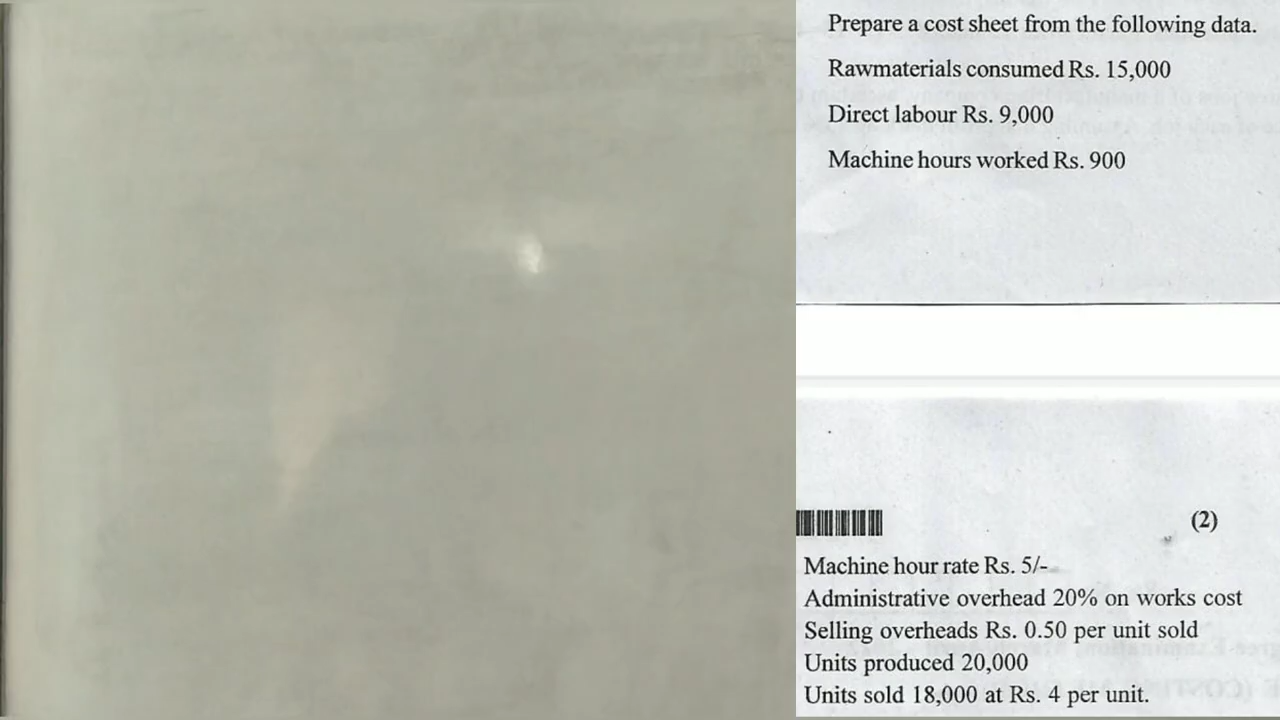 Prepare a cost sheet from the following data.
Rawmaterials consumed Rs. 15,000
Direct labour Rs. 9,000
Machine hours worked Rs. 900
(2)
Machine hour rate Rs. 5/-
Administrative overhead 20% on works cost
Selling overheads Rs. 0.50 per unit sold
Units produced 20,000
Units sold 18,000 at Rs. 4 per unit.